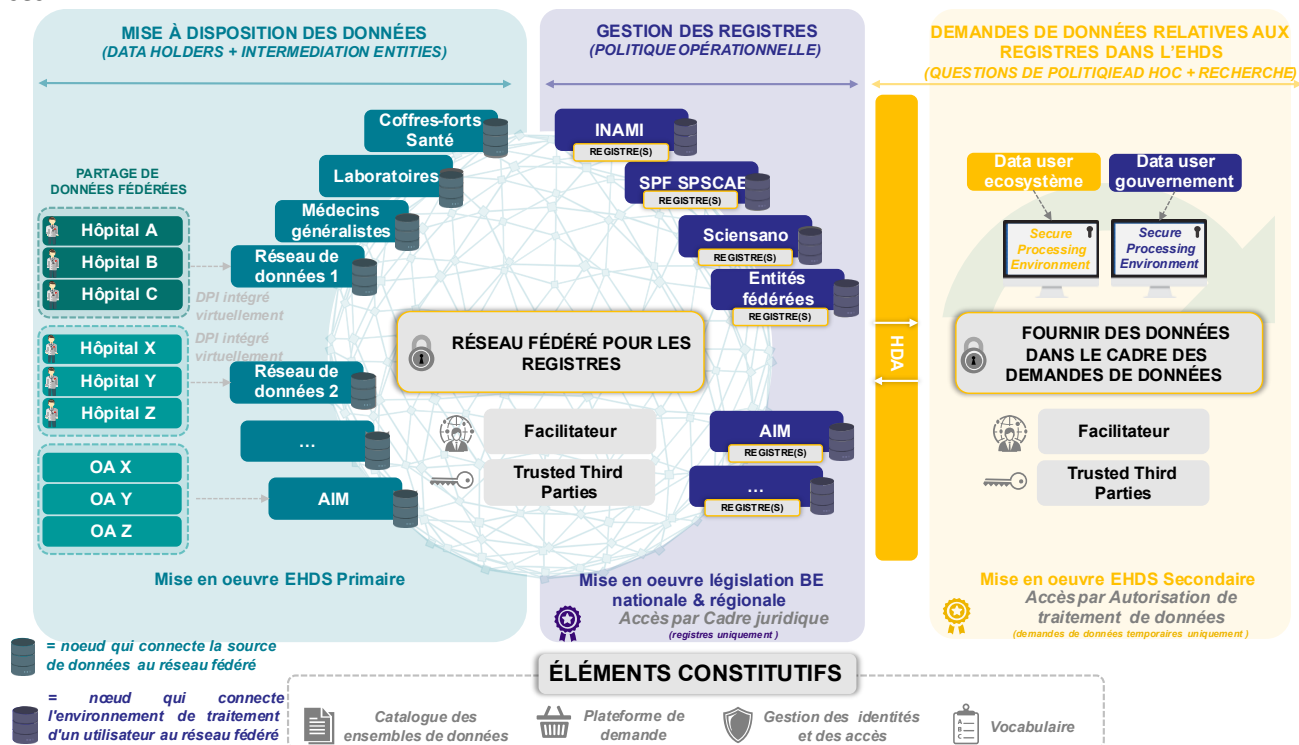 MISE À DISPOSITION DES DONNÉES
(DATA HOLDERS + INTERMEDIATION ENTITIES)
GESTION DES REGISTRES
(POLITIQUE OPÉRATIONNELLE)
DEMANDES DE DONNÉES RELATIVES AUX
REGISTRES DANS L'EHDS
(QUESTIONS DE POLITIQIEAD HOC + RECHERCHE)
PARTAGE DE
DONNÉES FÉDÉRÉES
Hôpital A
Hôpital B
Hôpital C
DPI intégré
virtuellement
Hôpital X
Hôpital Y
Hôpital Z
DPI intégré
virtuellement
OA X
OA Y
OA Z
Coffres-forts
Santé
Laboratoires
Médecins
généralistes
Réseau de
données 1
Réseau de
données 2
...
AIM
Mise en oeuvre EHDS Primaire
INAMI
REGISTRE(S)
SPF SPSCAE
REGISTRE(S)
Sciensano
REGISTRE(S)
Entités
fédérées
REGISTRE(S)
RÉSEAU FÉDÉRÉ POUR LES
REGISTRES
Facilitateur
Trusted Third
Parties
AIM
REGISTRE(S)
...
REGISTRE(S)
Mise en oeuvre législation BE
nationale & régionale
Accès par Cadre juridique
(registres uniquement )
HDA
Data user
ecosystème
Data user
gouvernement
Secure
Processing
Environment
Secure
Processing
Environment
FOURNIR DES DONNÉES
DANS LE CADRE DES
DEMANDES DE DONNÉES
Facilitateur
Trusted Third
Parties
Mise en oeuvre EHDS Secondaire
Accès par Autorisation de
traitement de données
(demandes de données temporaires uniquement )
= noeud qui connecte la source
de données au réseau fédéré
= nœud qui connecte
l'environnement de traitement
d'un utilisateur au réseau fédéré
ÉLÉMENTS CONSTITUTIFS
Catalogue des
ensembles de données
Plateforme de
demande
Gestion des identités
et des accès
A
B
C
Vocabulaire